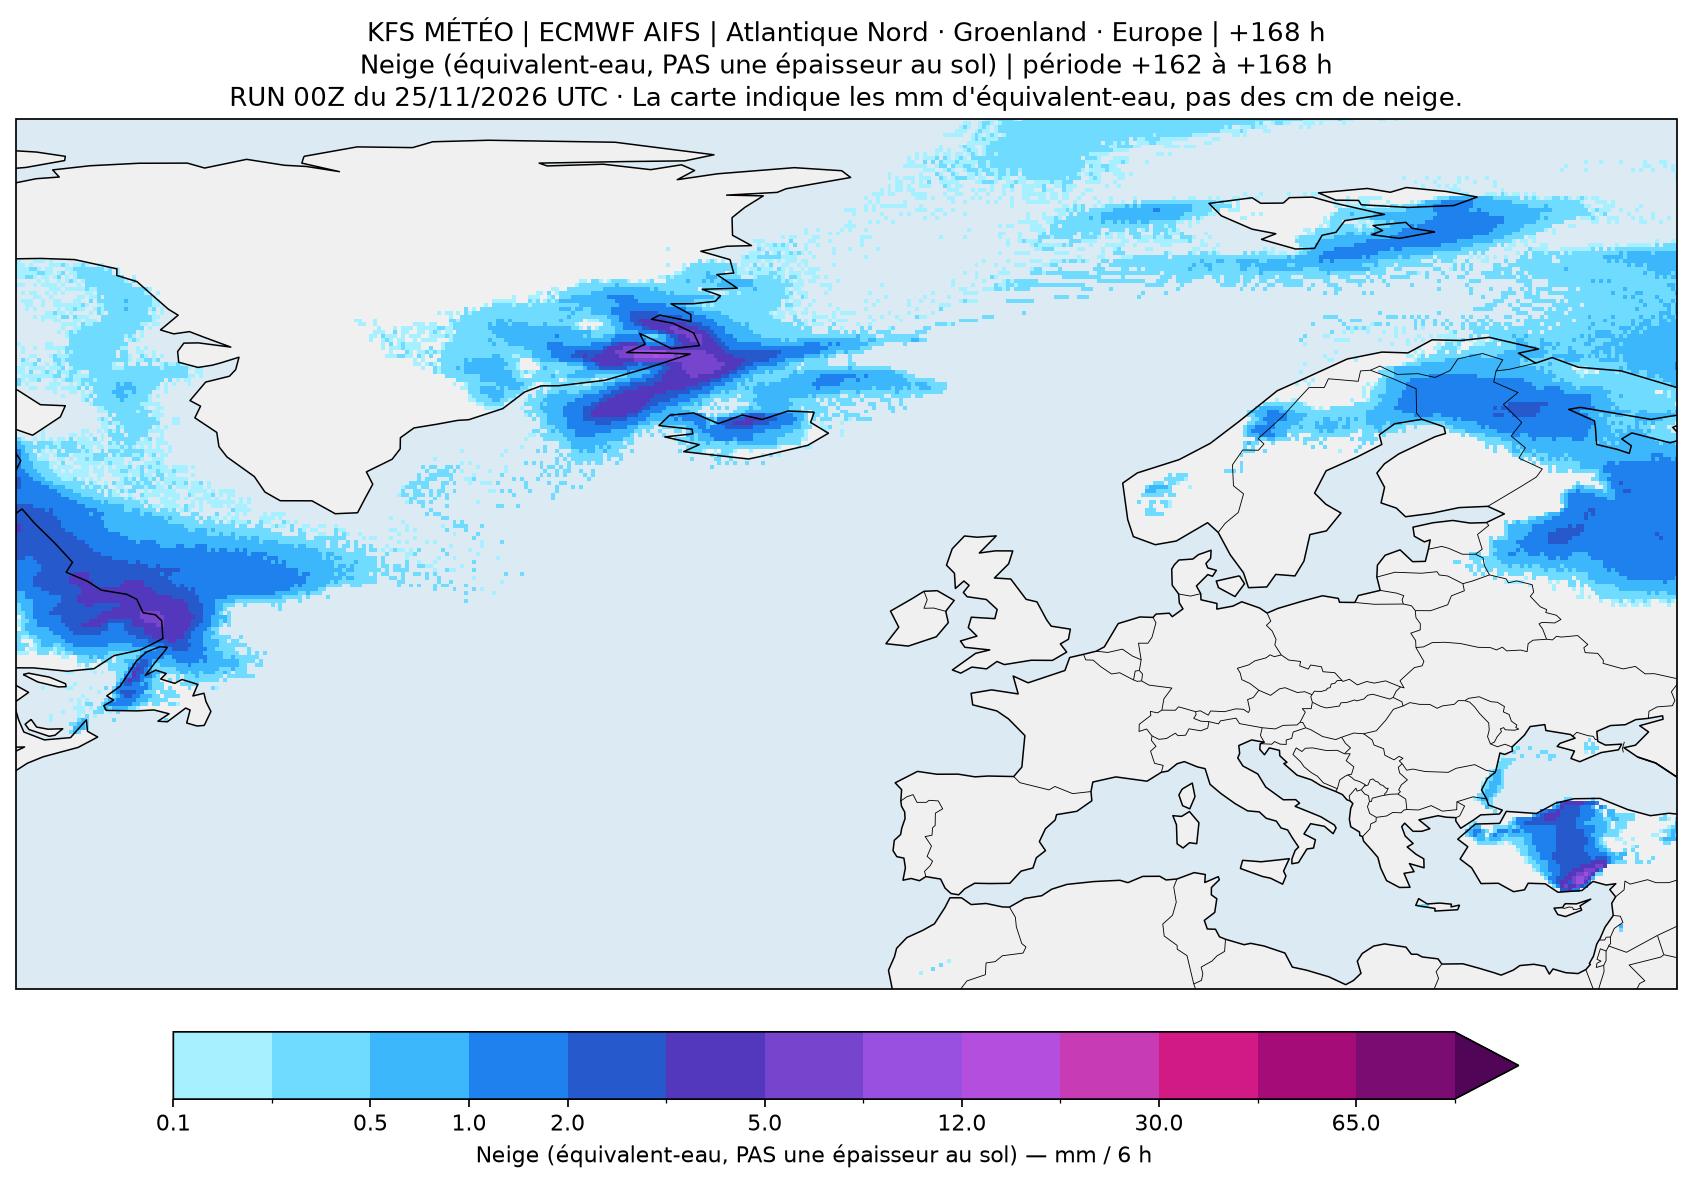 KFS MÉTÉO | ECMWF AIFS | Atlantique Nord · Groenland · Europe | +168 h
Neige (équivalent-eau, PAS une épaisseur au sol) | période +162 à +168 h
RUN 00Z du 25/11/2026 UTC · La carte indique les mm d'équivalent-eau, pas des cm de neige.
0.1 0.5 1.0 2.0 5.0 12.0 30.0 65.0
Neige (équivalent-eau, PAS une épaisseur au sol) — mm / 6 h